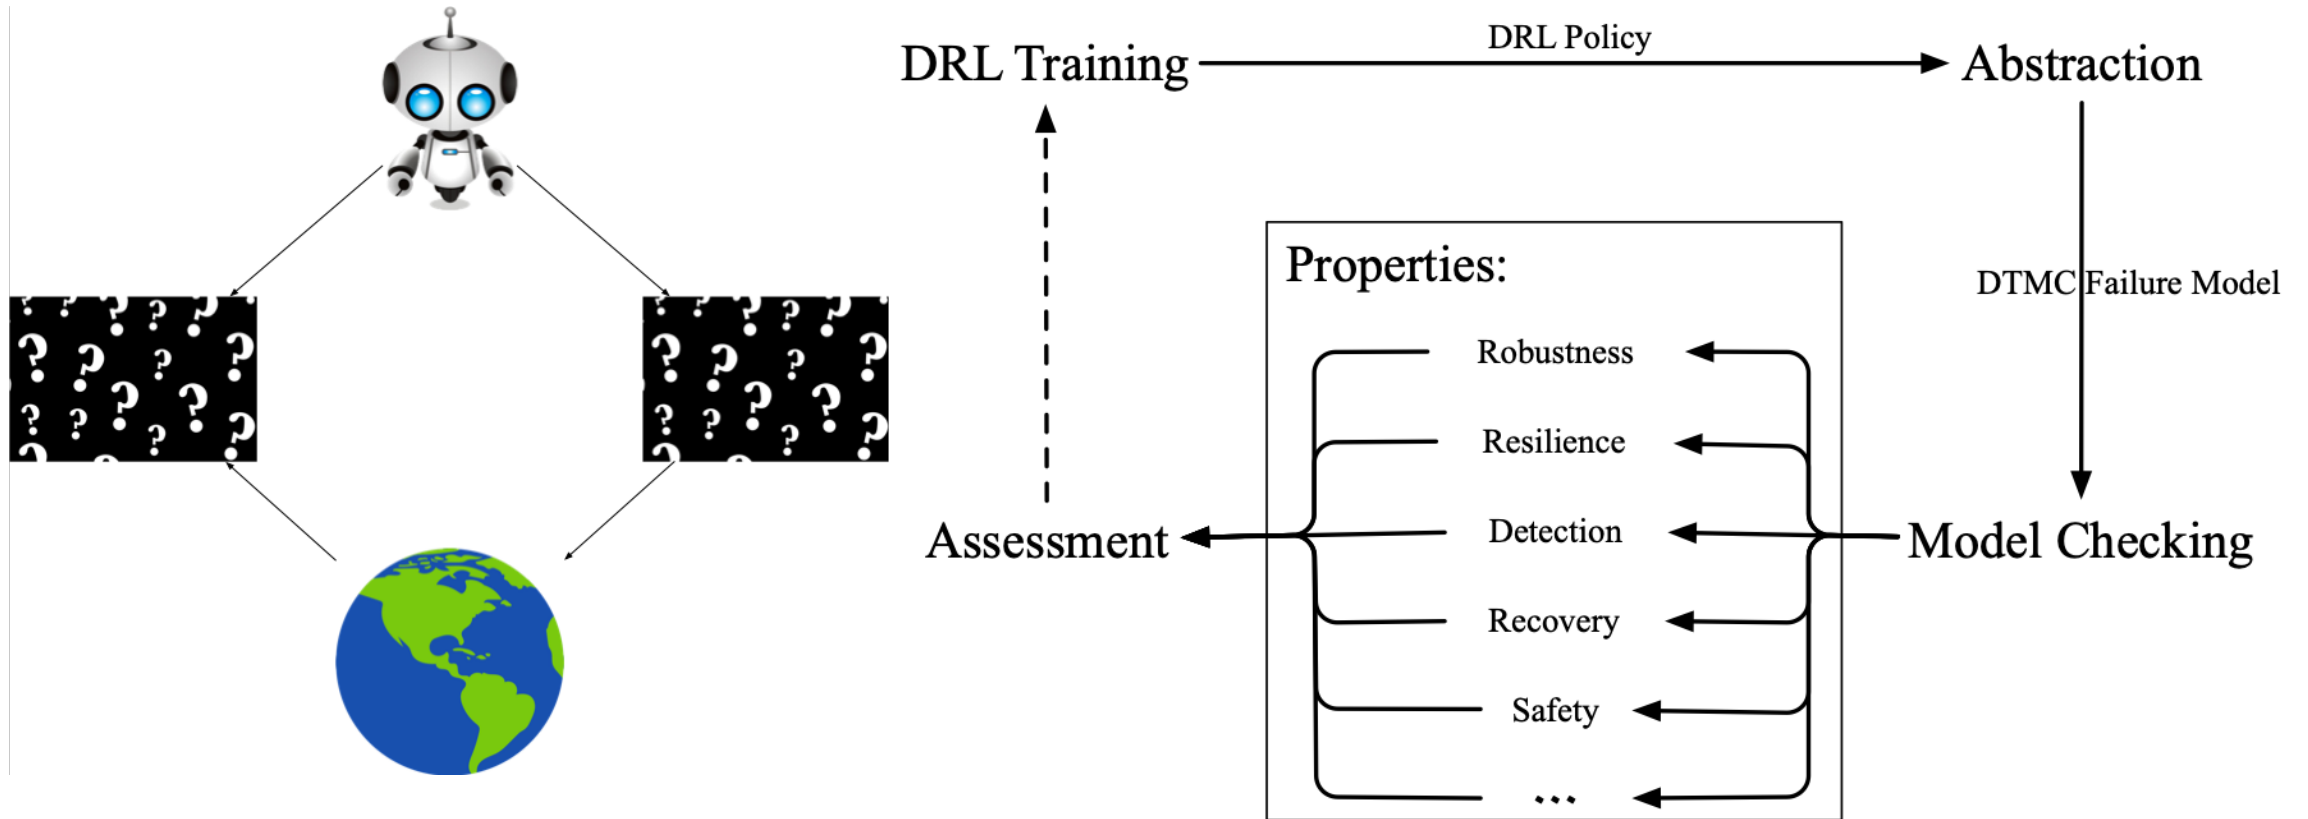 DRL Training
DRL Policy
Abstraction
DTMC Failure Model
Properties:
Robustness
Resilience
Detection
Recovery
Safety
...
Assessment
Model Checking